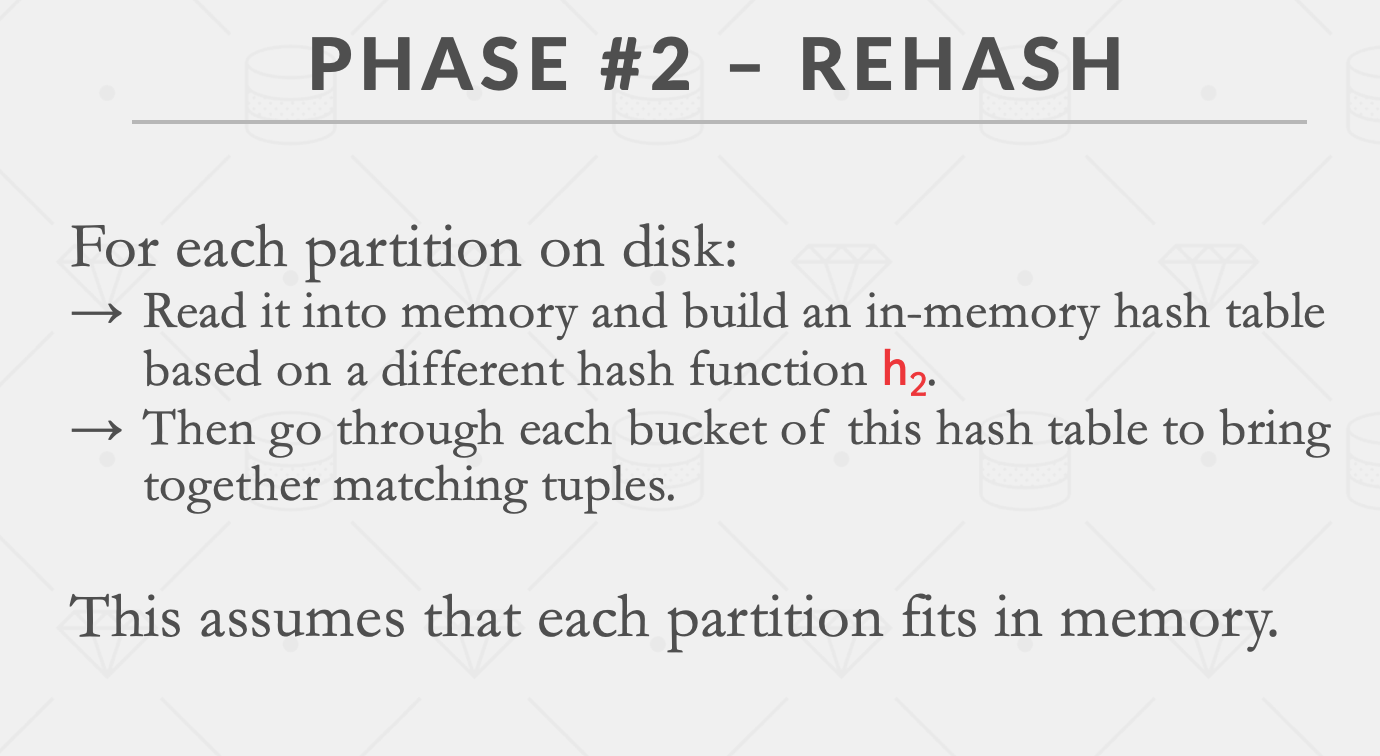 PHASE #2 – REHASH
For each partition on disk:
→ Read it into memory and build an in-memory hash table
based on a different hash function h₂.
→ Then go through each bucket of this hash table to bring
together matching tuples.
This assumes that each partition fits in memory.